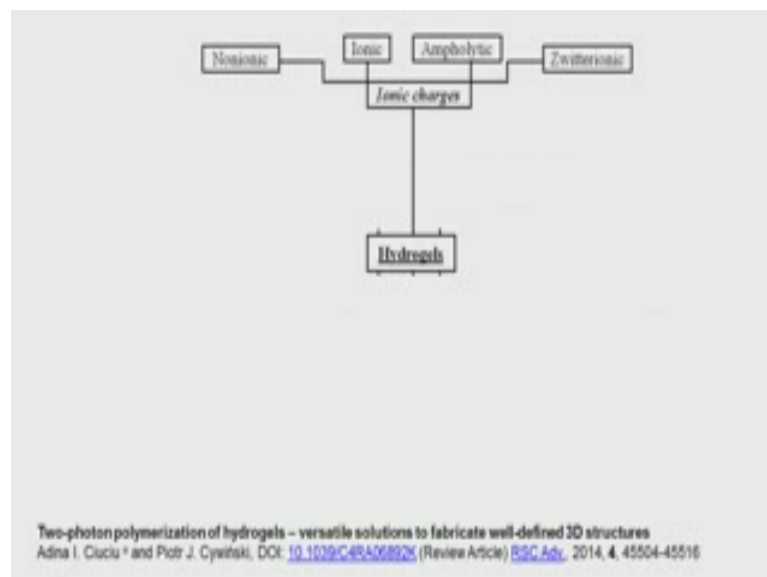 Nonionic
Ionic
Ampholytic
Zwitterionic
Ionic charges
Hydrogels
Two-photon polymerization of hydrogels – versatile solutions to fabricate well-defined 3D structures
Adina I. Ciuciu * and Piotr J. Cywiński, DOI: 10.1039/C4RA06892K (Review Article) RSC Adv., 2014, 4, 45504-45516